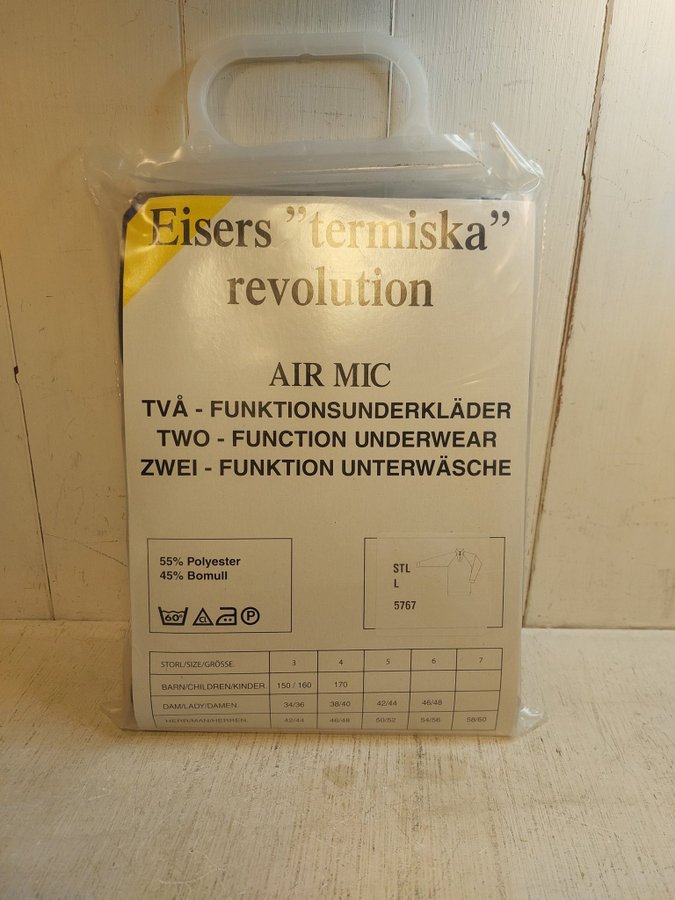 Eisers ”termiska”
revolution
AIR MIC
TVÅ - FUNKTIONSUNDERKLÄDER
TWO - FUNCTION UNDERWEAR
ZWEI - FUNKTION UNTERWÄSCHE
55% Polyester
45% Bomull
60° CL P
STL
L
5767
STORL/SIZE/GRÖSSE. 3 4 5 6 7
BARN/CHILDREN/KINDER. 150 / 160 170
DAM/LADY/DAMEN. 34/36 38/40 42/44 46/48
HERR/MAN/HERREN. 42/44 46/48 50/52 54/56 58/60